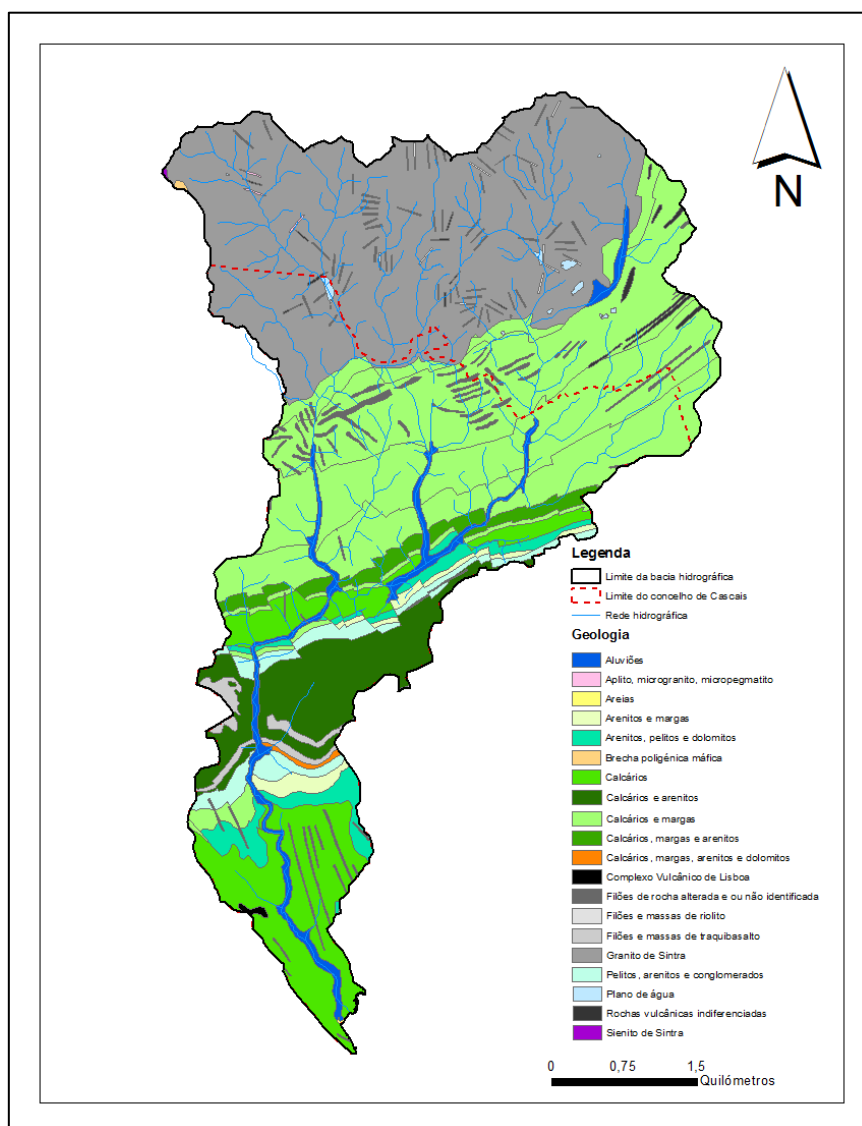 N
Legenda
Limite da bacia hidrográfica
Limite do concelho de Cascais
Rede hidrográfica
Geologia
Aluviões
Aplito, microgranito, micropegmatito
Areias
Arenitos e margas
Arenitos, pelitos e dolomitos
Brecha poligénica máfica
Calcários
Calcários e arenitos
Calcários e margas
Calcários, margas e arenitos
Calcários, margas, arenitos e dolomitos
Complexo Vulcânico de Lisboa
Filões de rocha alterada e ou não identificada
Filões e massas de riolito
Filões e massas de traquibasalto
Granito de Sintra
Pelitos, arenitos e conglomerados
Plano de água
Rochas vulcânicas indiferenciadas
Sienito de Sintra
0 0,75 1,5
Quilómetros